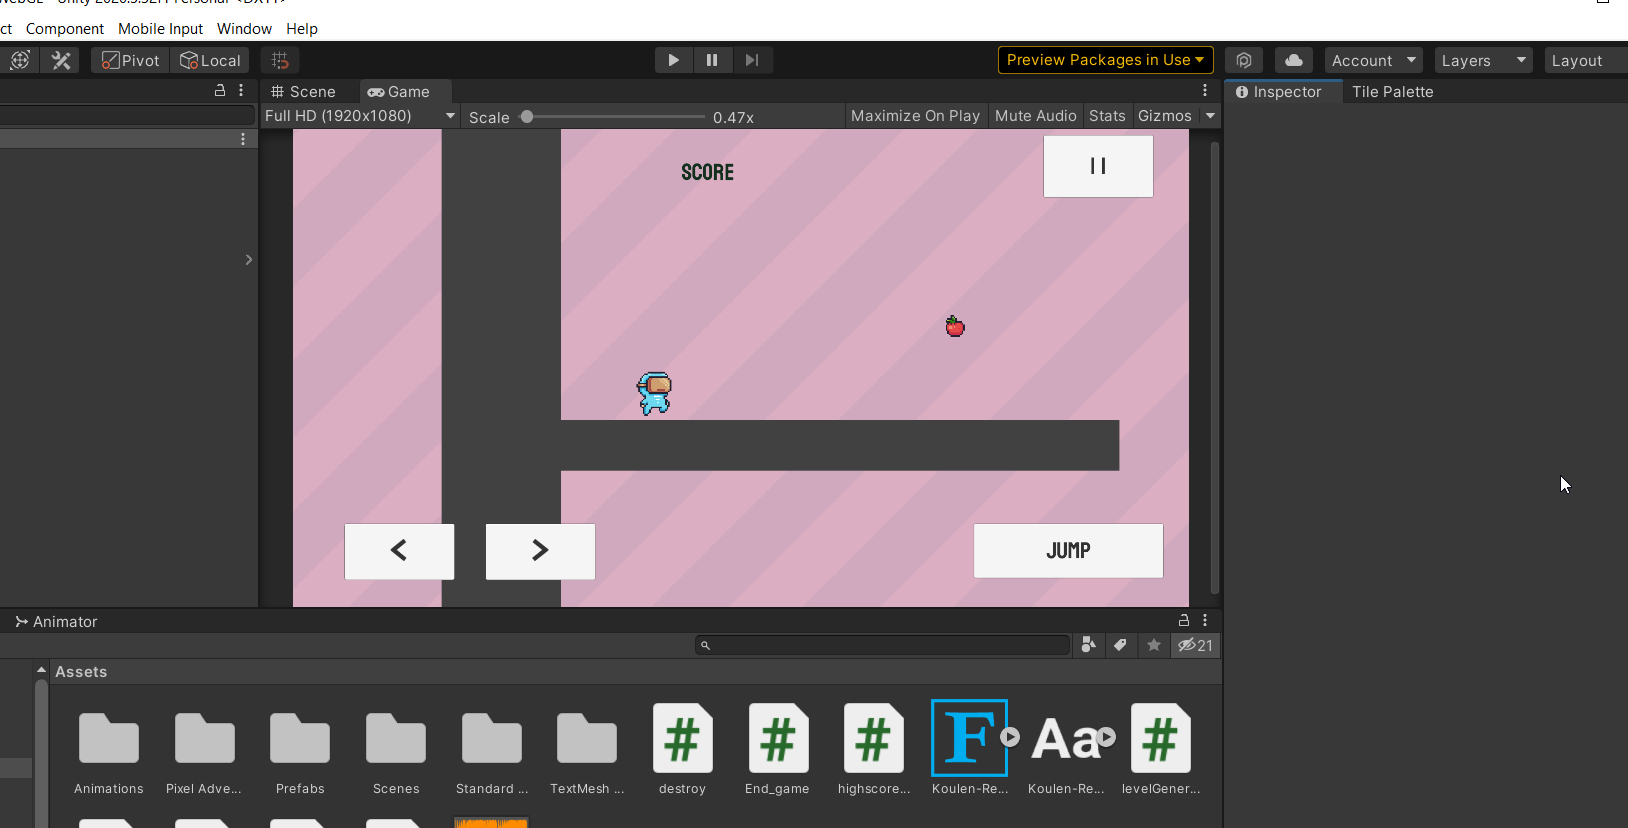 ct Component Mobile Input Window Help
Pivot Local Preview Packages in Use Account Layers Layout
Scene Game Inspector Tile Palette
Full HD (1920x1080) Scale 0.47x Maximize On Play Mute Audio Stats Gizmos
SCORE
JUMP
Animator
21
Assets
Animations Pixel Adve... Prefabs Scenes Standard ... TextMesh ... destroy End_game highscore... Koulen-Re... Koulen-Re... levelGener...